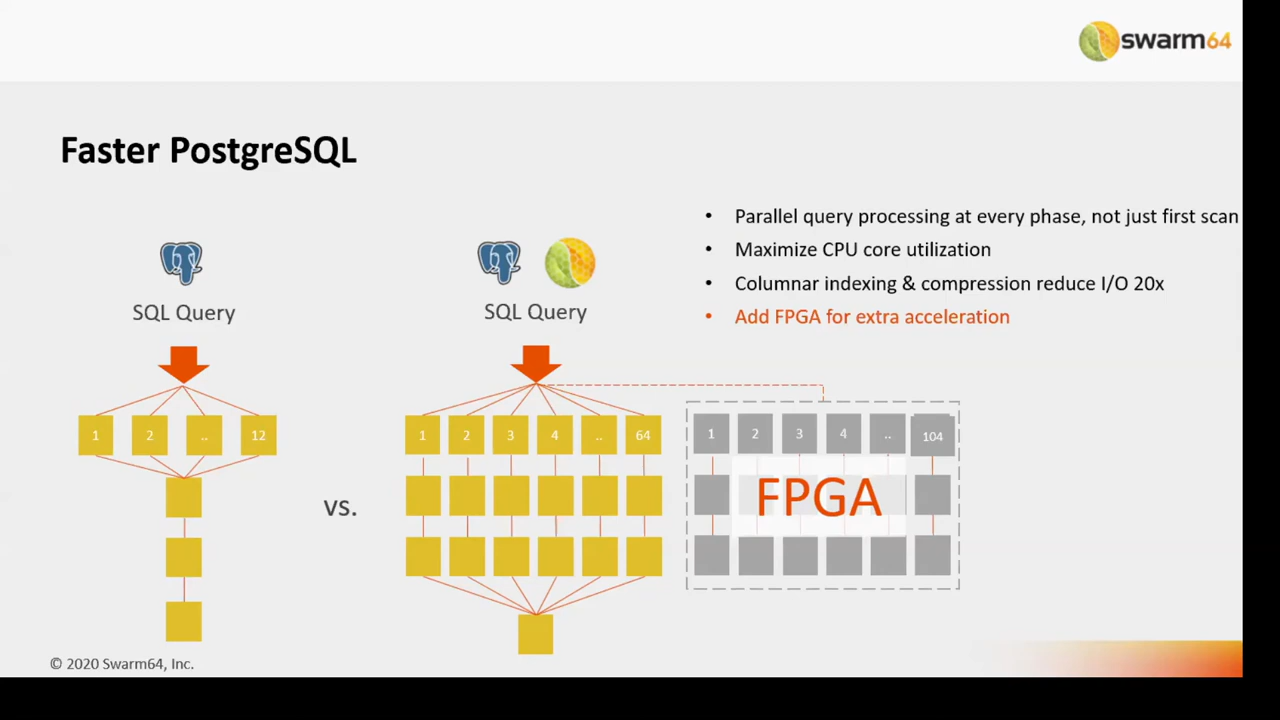 swarm64
Faster PostgreSQL
• Parallel query processing at every phase, not just first scan
• Maximize CPU core utilization
• Columnar indexing & compression reduce I/O 20x
• Add FPGA for extra acceleration
SQL Query
SQL Query
1 2 .. 12
vs.
1 2 3 4 .. 64
1 2 3 4 .. 104
FPGA
© 2020 Swarm64, Inc.